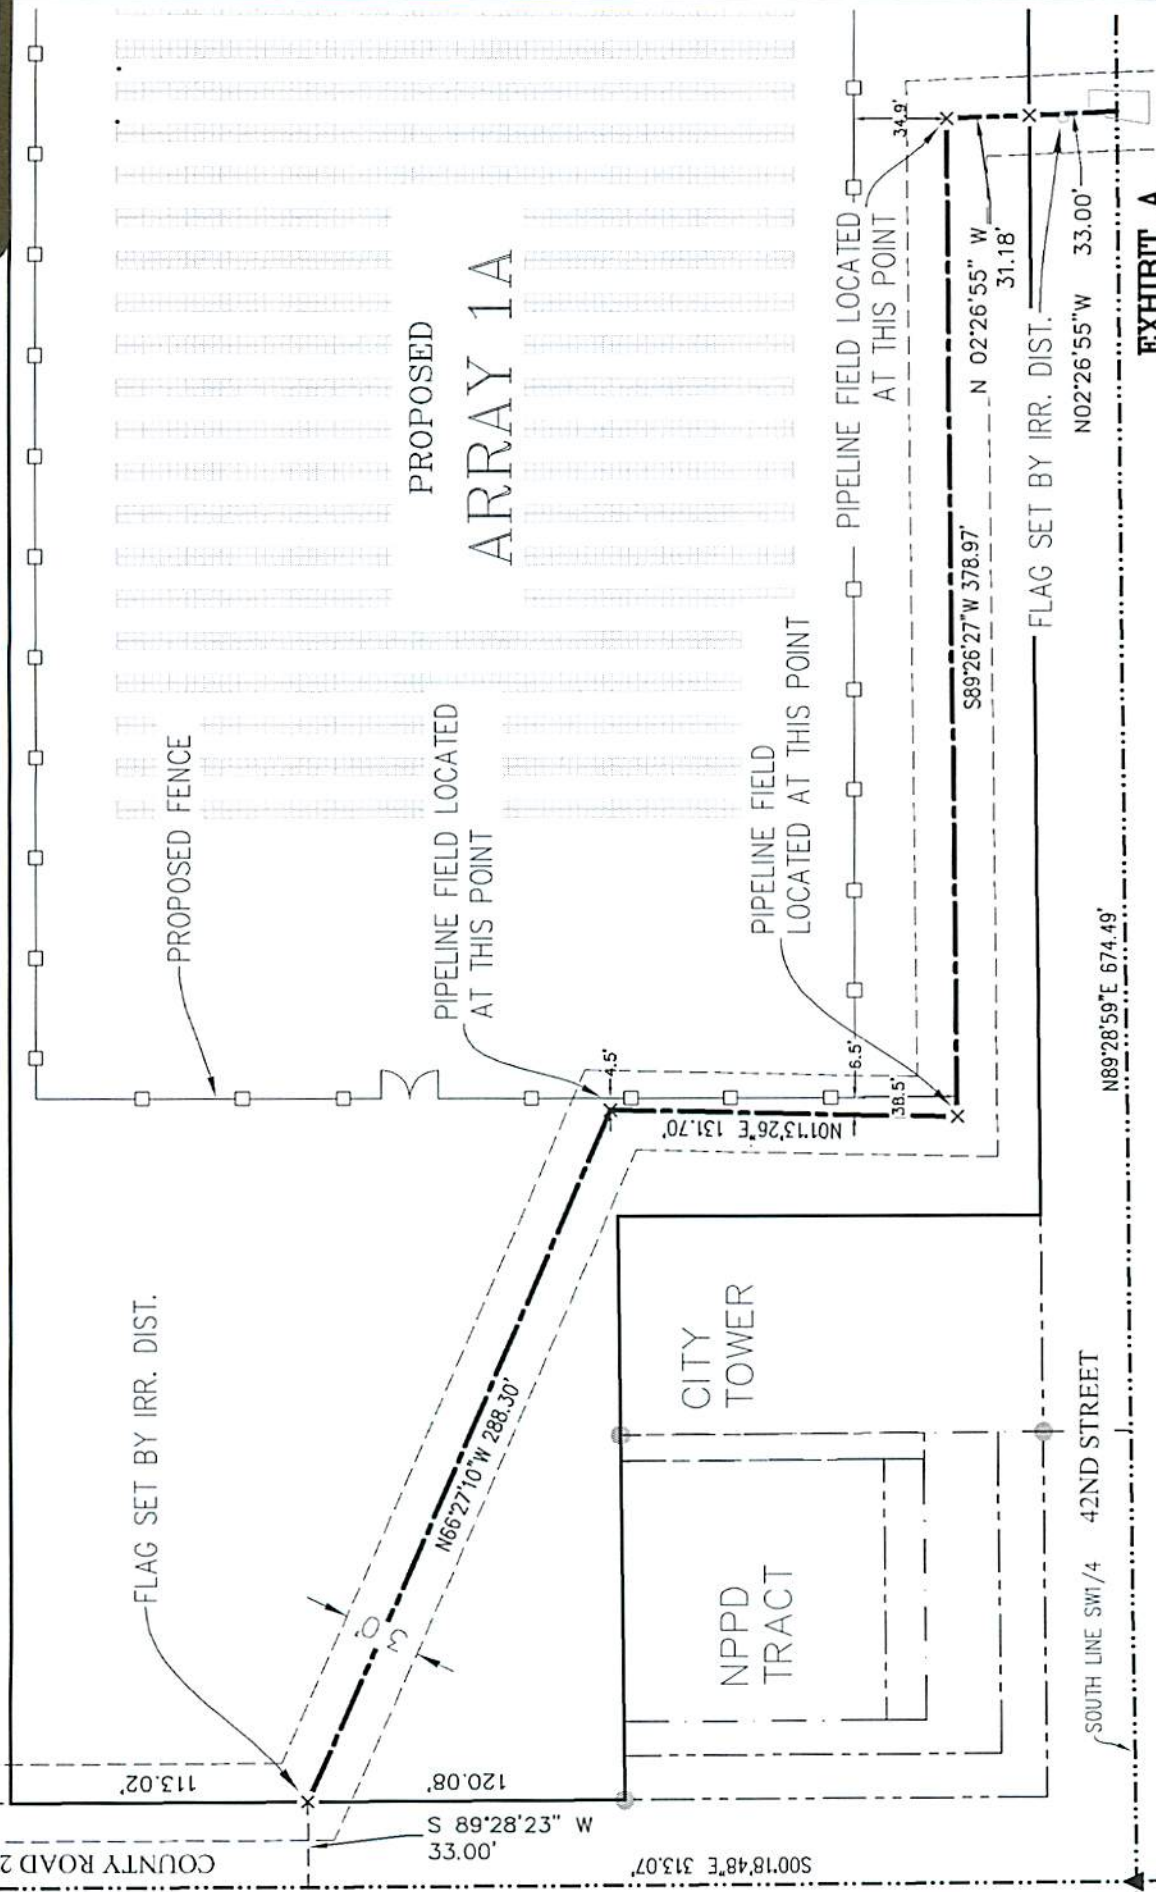 PROPOSED
ARRAY 1A
PROPOSED FENCE
PIPELINE FIELD LOCATED
AT THIS POINT
PIPELINE FIELD
LOCATED AT THIS POINT
PIPELINE FIELD LOCATED
AT THIS POINT
34.9'
N 02°26'55" W
31.18'
FLAG SET BY IRR. DIST.
N02°26'55"W 33.00'
EXHIBIT A
S89°26'27"W 378.97'
4.5'
6.5'
38.5'
N01°13'26"E 131.70'
N89°28'59"E 674.49'
FLAG SET BY IRR. DIST.
N66°27'10"W 288.30'
30'
CITY
TOWER
NPPD
TRACT
42ND STREET
SOUTH LINE SW1/4
113.02'
120.08'
S 89°28'23" W
33.00'
S00°18'48"E 313.07'
COUNTY ROAD 2